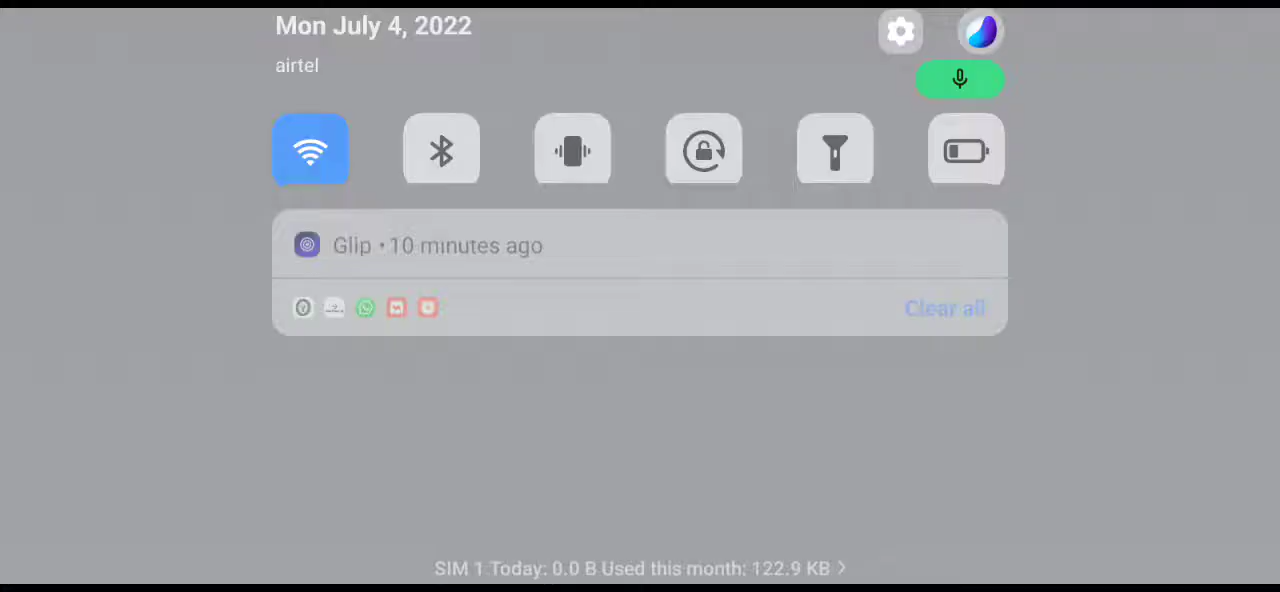 Mon July 4, 2022
airtel
Glip • 10 minutes ago
Clear all
SIM 1 Today: 0.0 B Used this month: 122.9 KB >